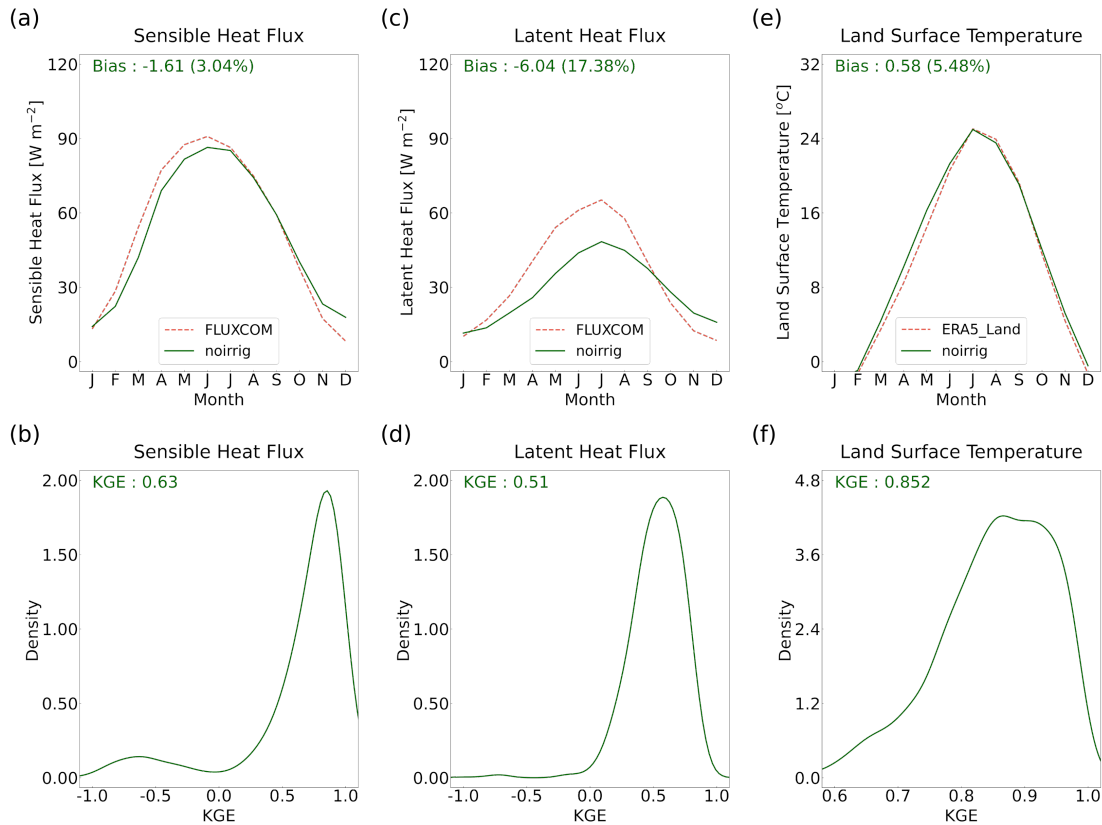 (a)
Sensible Heat Flux
Bias : -1.61 (3.04%)
Sensible Heat Flux [W m−2]
120
90
60
30
0
FLUXCOM
noirrig
J F M A M J J A S O N D
Month
(c)
Latent Heat Flux
Bias : -6.04 (17.38%)
Latent Heat Flux [W m−2]
120
90
60
30
0
FLUXCOM
noirrig
J F M A M J J A S O N D
Month
(e)
Land Surface Temperature
Bias : 0.58 (5.48%)
Land Surface Temperature [oC]
32
24
16
8
0
ERA5_Land
noirrig
J F M A M J J A S O N D
Month
(b)
Sensible Heat Flux
KGE : 0.63
Density
2.00
1.50
1.00
0.50
0.00
-1.0 -0.5 0.0 0.5 1.0
KGE
(d)
Latent Heat Flux
KGE : 0.51
Density
2.00
1.50
1.00
0.50
0.00
-1.0 -0.5 0.0 0.5 1.0
KGE
(f)
Land Surface Temperature
KGE : 0.852
Density
4.8
3.6
2.4
1.2
0.0
0.6 0.7 0.8 0.9 1.0
KGE